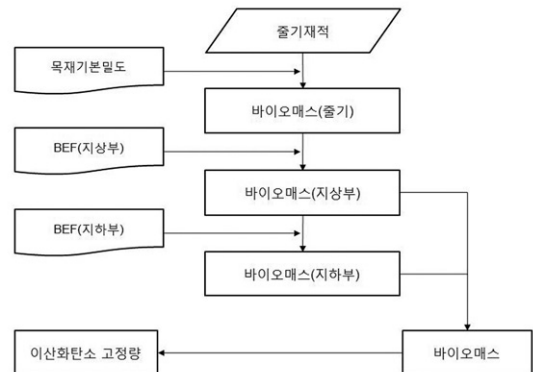 줄기재적
목재기본밀도
바이오매스(줄기)
BEF(지상부)
바이오매스(지상부)
BEF(지하부)
바이오매스(지하부)
이산화탄소 고정량
바이오매스